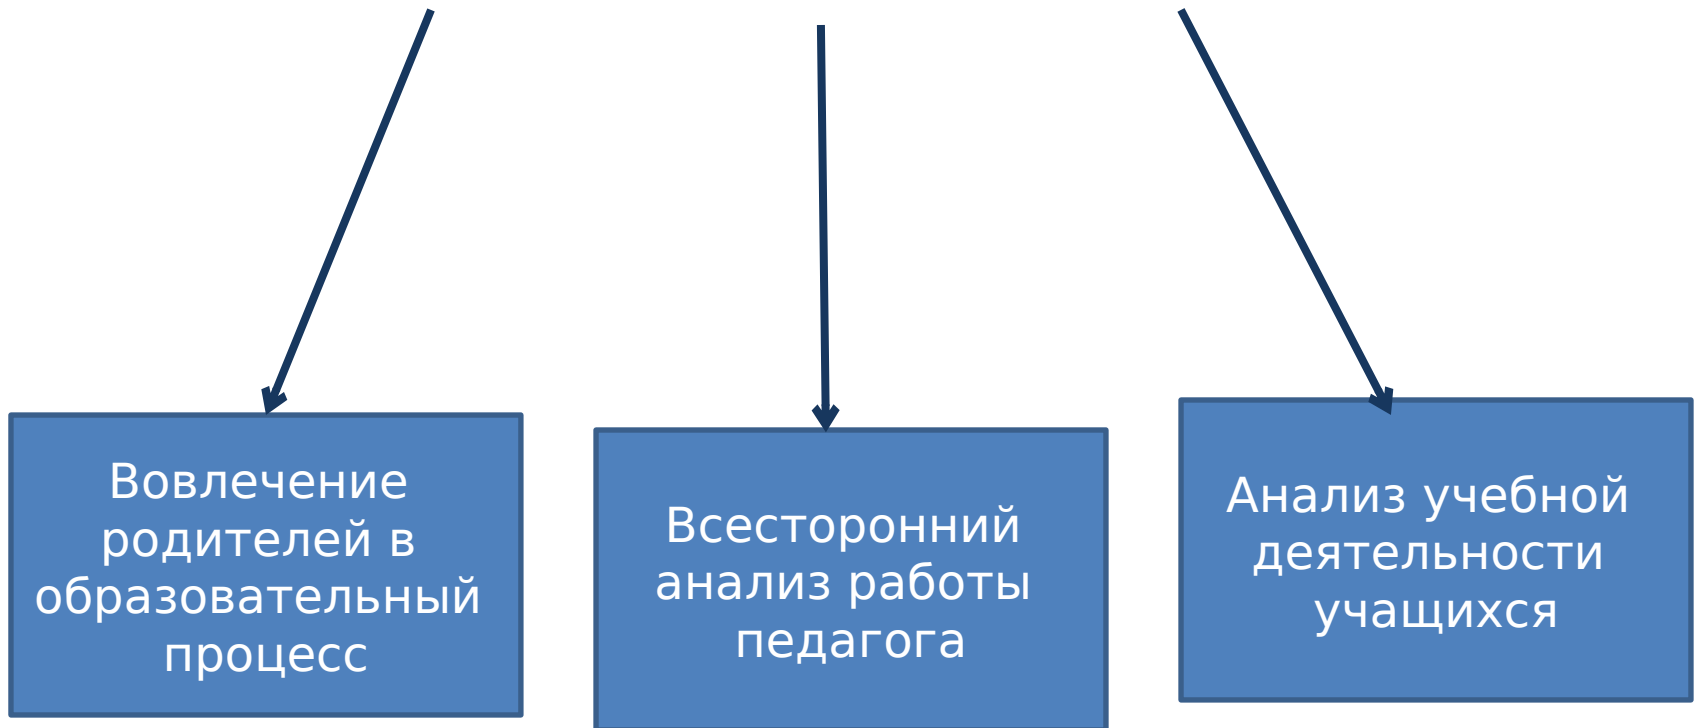 Вовлечение
родителей в
образовательный
процесс
Всесторонний
анализ работы
педагога
Анализ учебной
деятельности
учащихся